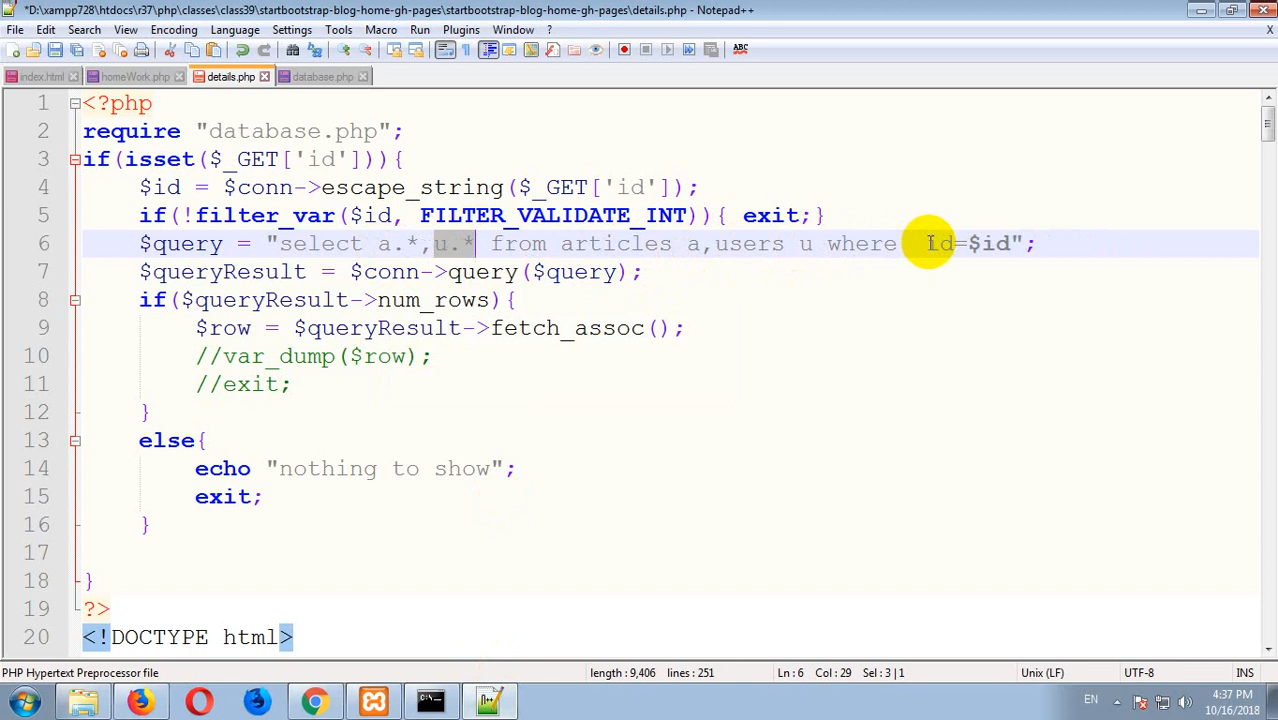 *D:\xampp728\htdocs\r37\php\classes\class39\startbootstrap-blog-home-gh-pages\startbootstrap-blog-home-gh-pages\details.php - Notepad++
File Edit Search View Encoding Language Settings Tools Macro Run Plugins Window ? X
index.html homeWork.php details.php database.php
1 <?php
2 require "database.php";
3 if(isset($_GET['id'])){
4 $id = $conn->escape_string($_GET['id']);
5 if(!filter_var($id, FILTER_VALIDATE_INT)){ exit;}
6 $query = "select a.*,u.* from articles a,users u where id=$id";
7 $queryResult = $conn->query($query);
8 if($queryResult->num_rows){
9 $row = $queryResult->fetch_assoc();
10 //var_dump($row);
11 //exit;
12 }
13 else{
14 echo "nothing to show";
15 exit;
16 }
17
18 }
19 ?>
20 <!DOCTYPE html>
PHP Hypertext Preprocessor file length : 9,406 lines : 251 Ln : 6 Col : 29 Sel : 3 | 1 Unix (LF) UTF-8 INS
EN 4:37 PM
10/16/2018